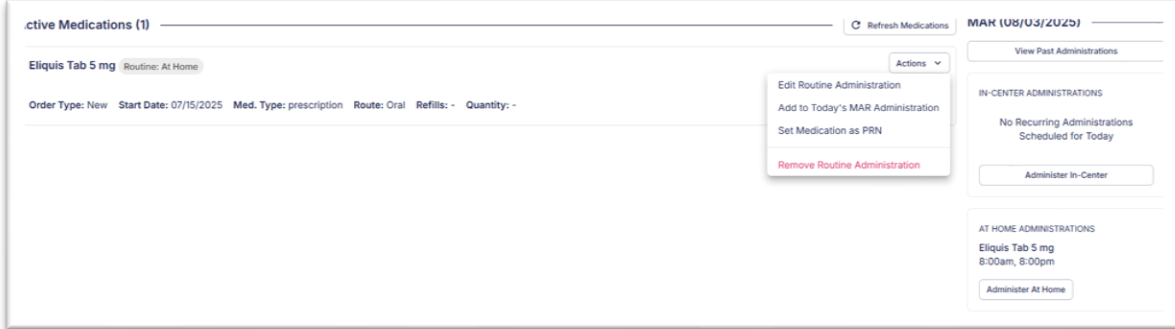 ctive Medications (1)
Refresh Medications
Eliquis Tab 5 mg Routine: At Home
Actions
Order Type: New Start Date: 07/15/2025 Med. Type: prescription Route: Oral Refills: - Quantity: -
Edit Routine Administration
Add to Today's MAR Administration
Set Medication as PRN
Remove Routine Administration
MAR (08/03/2025)
View Past Administrations
IN-CENTER ADMINISTRATIONS
No Recurring Administrations
Scheduled for Today
Administer In-Center
AT HOME ADMINISTRATIONS
Eliquis Tab 5 mg
8:00am, 8:00pm
Administer At Home